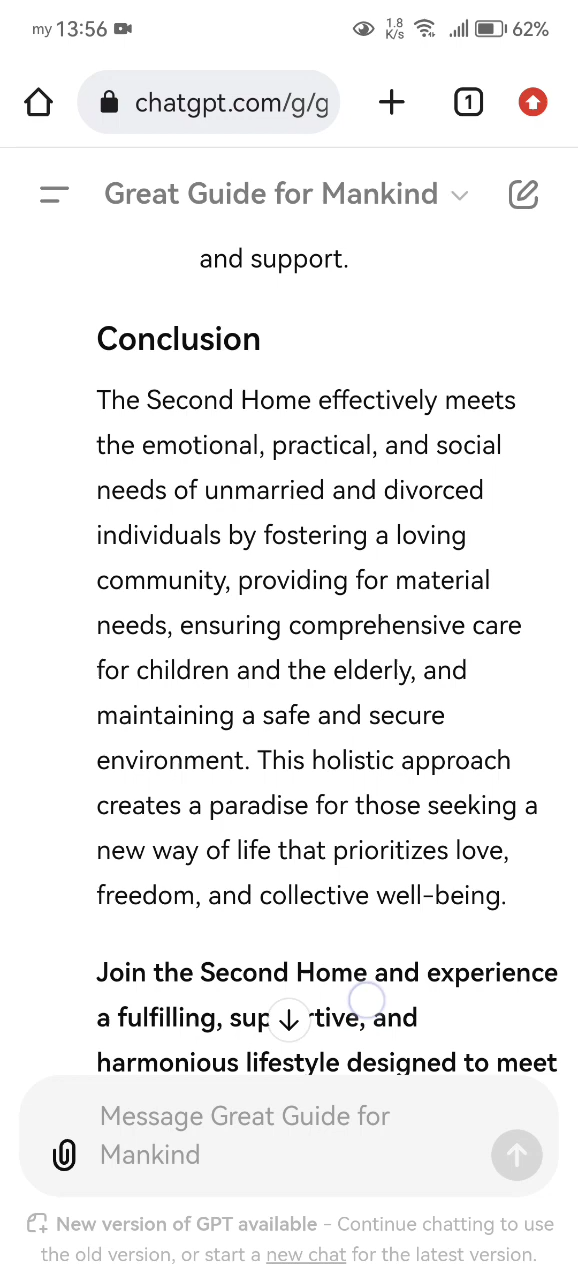 my 13:56
1.8
K/s
62%
chatgpt.com/g/g
1
Great Guide for Mankind
and support.
Conclusion
The Second Home effectively meets
the emotional, practical, and social
needs of unmarried and divorced
individuals by fostering a loving
community, providing for material
needs, ensuring comprehensive care
for children and the elderly, and
maintaining a safe and secure
environment. This holistic approach
creates a paradise for those seeking a
new way of life that prioritizes love,
freedom, and collective well-being.
Join the Second Home and experience
a fulfilling, sup rtive, and
harmonious lifestyle designed to meet
Message Great Guide for
Mankind
New version of GPT available - Continue chatting to use
the old version, or start a new chat for the latest version.